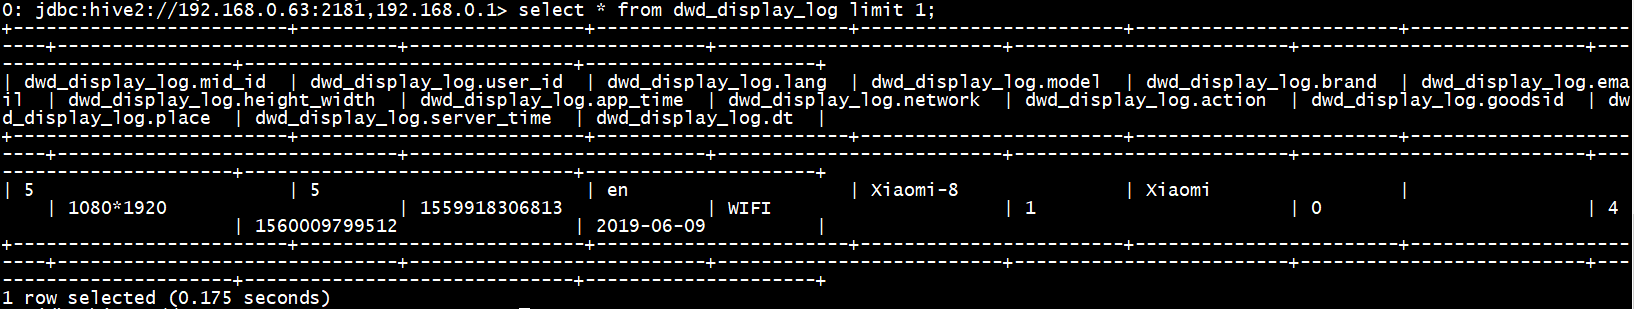 0: jdbc:hive2://192.168.0.63:2181,192.168.0.1> select * from dwd_display_log limit 1;
+---------------------------+---------------------------+------------------------+-------------------------+-------------------------+---------------------
----+--------------------------------+----------------------------+---------------------------+--------------------------+---------------------------+----
---------------------+-------------------------------+---------------------+
| dwd_display_log.mid_id | dwd_display_log.user_id | dwd_display_log.lang | dwd_display_log.model | dwd_display_log.brand | dwd_display_log.ema
il | dwd_display_log.height_width | dwd_display_log.app_time | dwd_display_log.network | dwd_display_log.action | dwd_display_log.goodsid | dw
d_display_log.place | dwd_display_log.server_time | dwd_display_log.dt |
+---------------------------+---------------------------+------------------------+-------------------------+-------------------------+---------------------
----+--------------------------------+----------------------------+---------------------------+--------------------------+---------------------------+----
---------------------+-------------------------------+---------------------+
| 5 | 5 | en | Xiaomi-8 | Xiaomi |
| 1080*1920 | 1559918306813 | WIFI | 1 | 0 | 4
| 1560009799512 | 2019-06-09 |
+---------------------------+---------------------------+------------------------+-------------------------+-------------------------+---------------------
----+--------------------------------+----------------------------+---------------------------+--------------------------+---------------------------+----
---------------------+-------------------------------+---------------------+
1 row selected (0.175 seconds)